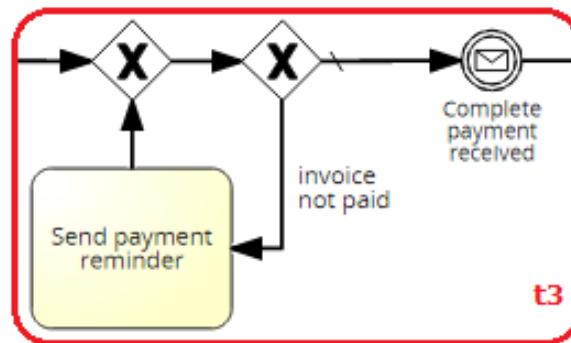 X
X
Complete
payment
received
invoice
not paid
Send payment
reminder
t3